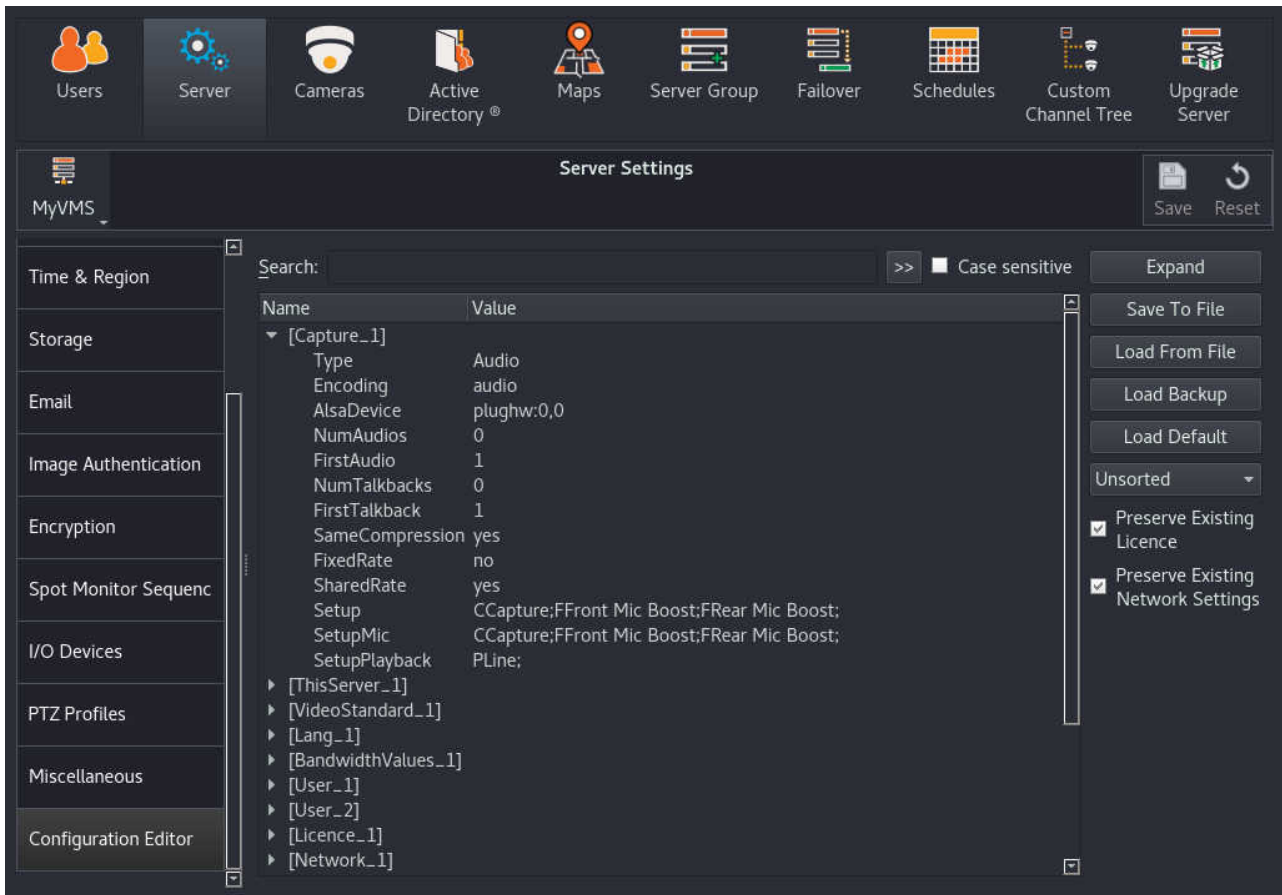 Users
Server
Cameras
Active
Directory ®
Maps
Server Group
Failover
Schedules
Custom
Channel Tree
Upgrade
Server
MyVMS
Server Settings
Save
Reset
Time & Region
Storage
Email
Image Authentication
Encryption
Spot Monitor Sequenc
I/O Devices
PTZ Profiles
Miscellaneous
Configuration Editor
Search:
>>
Case sensitive
Name Value
[Capture_1]
Type Audio
Encoding audio
AlsaDevice plughw:0,0
NumAudios 0
FirstAudio 1
NumTalkbacks 0
FirstTalkback 1
SameCompression yes
FixedRate no
SharedRate yes
Setup CCapture;FFront Mic Boost;FRear Mic Boost;
SetupMic CCapture;FFront Mic Boost;FRear Mic Boost;
SetupPlayback PLine;
[ThisServer_1]
[VideoStandard_1]
[Lang_1]
[BandwidthValues_1]
[User_1]
[User_2]
[Licence_1]
[Network_1]
Expand
Save To File
Load From File
Load Backup
Load Default
Unsorted
Preserve Existing
Licence
Preserve Existing
Network Settings